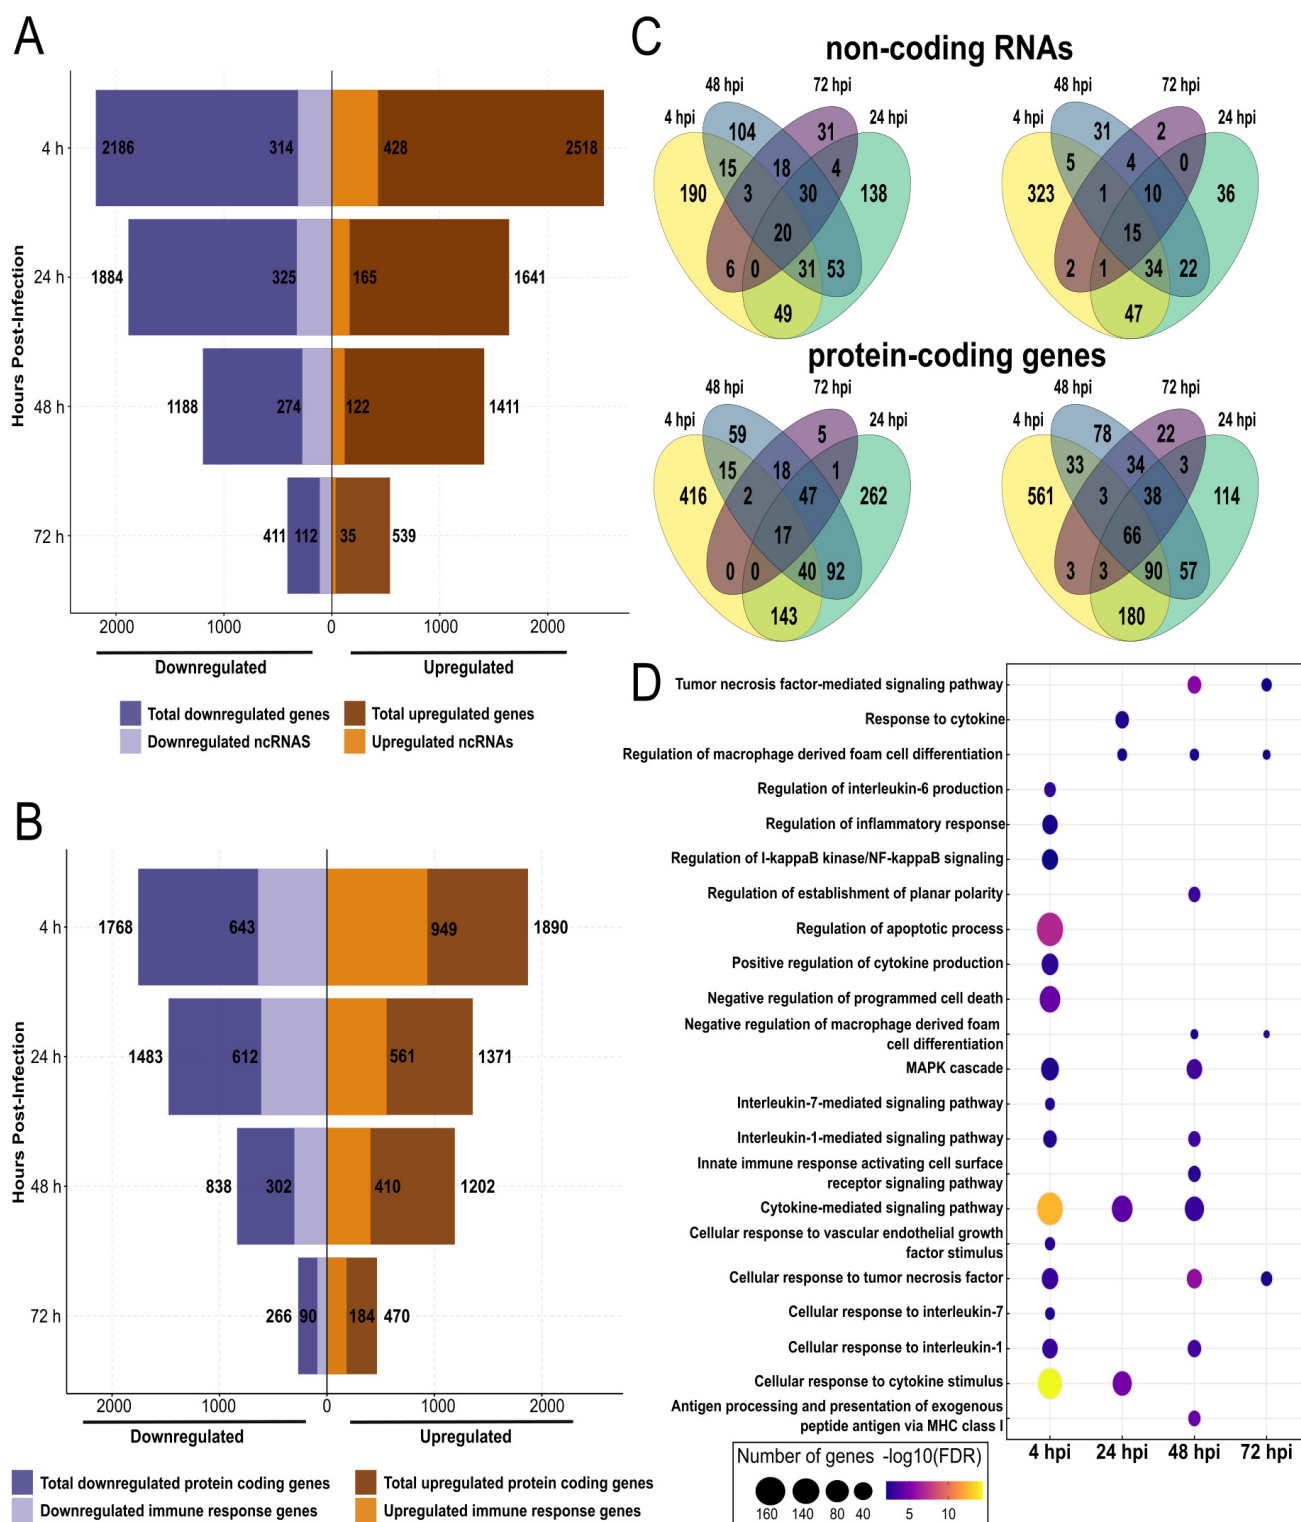 A
Hours Post-Infection
4 h
2186 314 428 2518
24 h
1884 325 165 1641
48 h
1188 274 122 1411
72 h
411 112 35 539
2000 1000 0 1000 2000
Downregulated Upregulated
Total downregulated genes
Total upregulated genes
Downregulated ncRNAS
Upregulated ncRNAs
B
Hours Post-Infection
4 h
1768 643 949 1890
24 h
1483 612 561 1371
48 h
838 302 410 1202
72 h
266 90 184 470
2000 1000 0 1000 2000
Downregulated Upregulated
Total downregulated protein coding genes
Total upregulated protein coding genes
Downregulated immune response genes
Upregulated immune response genes
C
non-coding RNAs
48 hpi 72 hpi
4 hpi 24 hpi
104 31
15 18 4
190 3 30 138
20
6 0 31 53
49
48 hpi 72 hpi
4 hpi 24 hpi
31 2
5 4 0
323 1 10 36
15
2 1 34 22
47
protein-coding genes
48 hpi 72 hpi
4 hpi 24 hpi
59 5
15 18 1
416 2 47 262
17
0 0 40 92
143
48 hpi 72 hpi
4 hpi 24 hpi
78 22
33 34 3
561 3 38 114
66
3 3 90 57
180
D
Tumor necrosis factor-mediated signaling pathway
Response to cytokine
Regulation of macrophage derived foam cell differentiation
Regulation of interleukin-6 production
Regulation of inflammatory response
Regulation of I-kappaB kinase/NF-kappaB signaling
Regulation of establishment of planar polarity
Regulation of apoptotic process
Positive regulation of cytokine production
Negative regulation of programmed cell death
Negative regulation of macrophage derived foam
cell differentiation
MAPK cascade
Interleukin-7-mediated signaling pathway
Interleukin-1-mediated signaling pathway
Innate immune response activating cell surface
receptor signaling pathway
Cytokine-mediated signaling pathway
Cellular response to vascular endothelial growth
factor stimulus
Cellular response to tumor necrosis factor
Cellular response to interleukin-7
Cellular response to interleukin-1
Cellular response to cytokine stimulus
Antigen processing and presentation of exogenous
peptide antigen via MHC class I
4 hpi 24 hpi 48 hpi 72 hpi
Number of genes -log10(FDR)
160 140 80 40 5 10